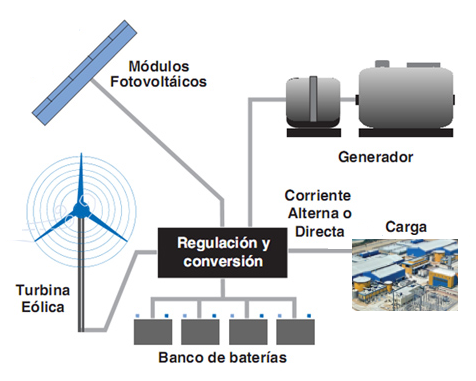 Módulos
Fotovoltáicos
Generador
Corriente
Alterna o
Directa
Carga
Regulación y
conversión
Turbina
Eólica
Banco de baterías